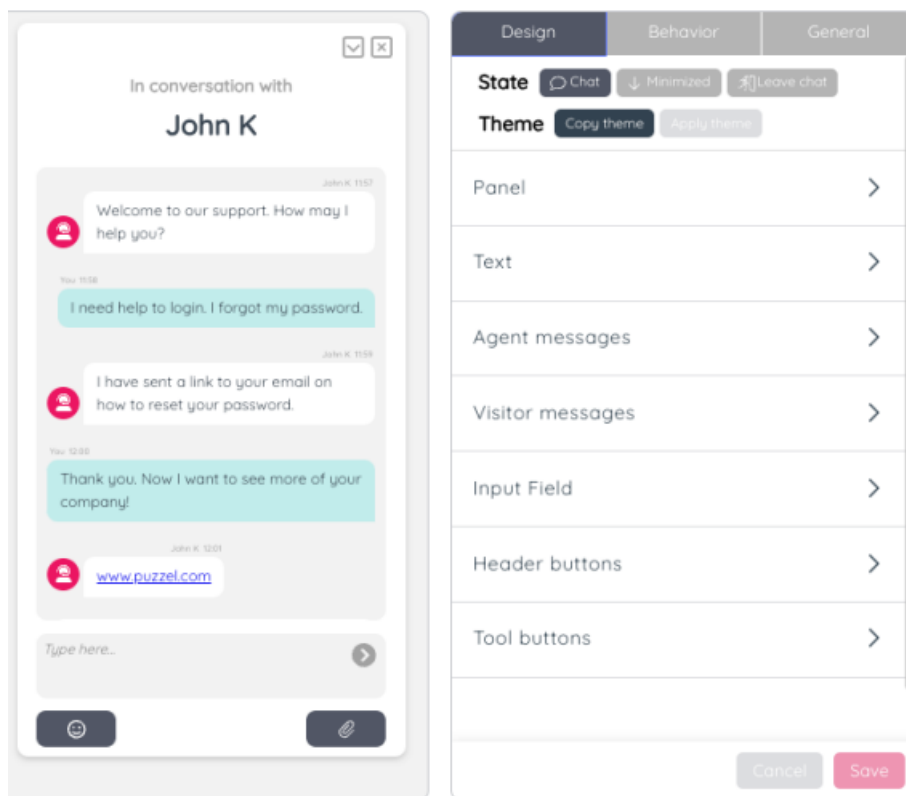 In conversation with
John K
John K. 11:57
Welcome to our support. How may I
help you?
You 11:58
I need help to login. I forgot my password.
John K. 11:59
I have sent a link to your email on
how to reset your password.
You 12:00
Thank you. Now I want to see more of your
company!
John K. 12:01
www.puzzel.com
Type here...
Design Behavior General
State Chat Minimized Leave chat
Theme Copy theme Apply theme
Panel
Text
Agent messages
Visitor messages
Input Field
Header buttons
Tool buttons
Cancel Save